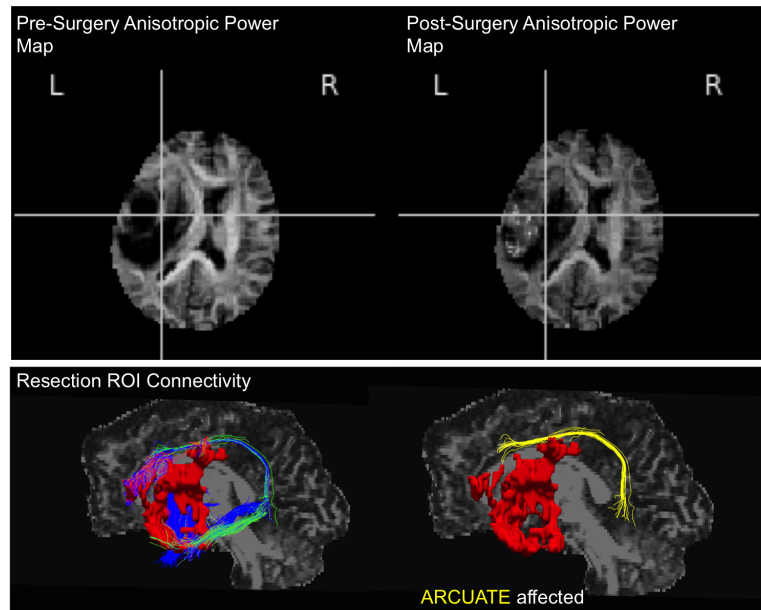 Pre-Surgery Anisotropic Power
Map
L
R
Post-Surgery Anisotropic Power
Map
L
R
Resection ROI Connectivity
ARCUATE affected